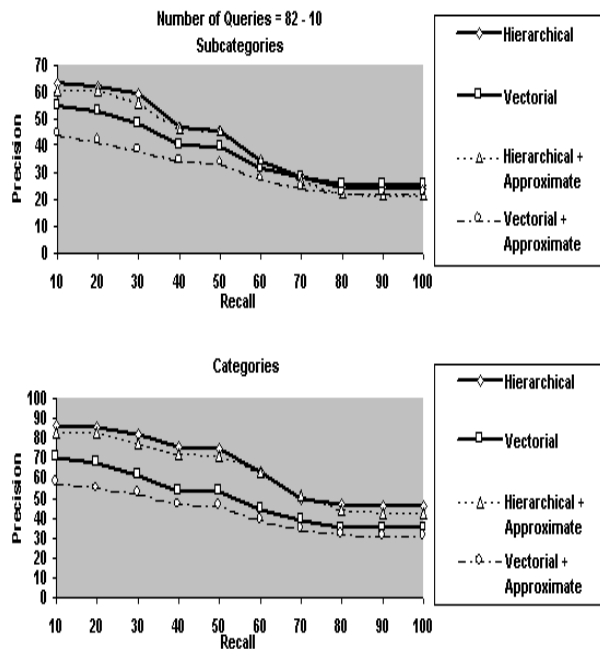 Number of Queries = 82 - 10
Subcategories
Precision
70
60
50
40
30
20
10
0
10 20 30 40 50 60 70 80 90 100
Recall
Hierarchical
Vectorial
Hierarchical +
Approximate
Vectorial +
Approximate
Categories
Precision
100
90
80
70
60
50
40
30
20
10
0
10 20 30 40 50 60 70 80 90 100
Recall
Hierarchical
Vectorial
Hierarchical +
Approximate
Vectorial +
Approximate